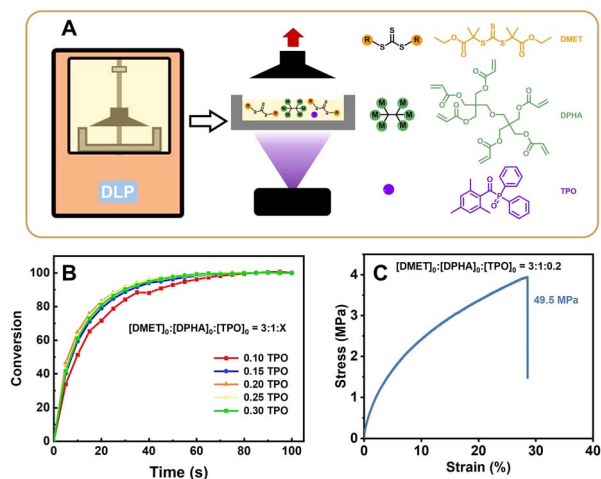 A
DLP
R
S
S
S
R
DMET
O
O
S
S
S
O
O
M
M
M
M
M
M
DPHA
O
O
O
O
O
O
O
O
O
O
O
O
O
TPO
O
P
O
B
Conversion
100
80
60
40
20
0
[DMET]₀:[DPHA]₀:[TPO]₀ = 3:1:X
0.10 TPO
0.15 TPO
0.20 TPO
0.25 TPO
0.30 TPO
0 20 40 60 80 100
Time (s)
C
Stress (MPa)
5
4
3
2
1
0
[DMET]₀:[DPHA]₀:[TPO]₀ = 3:1:0.2
49.5 MPa
0 10 20 30 40
Strain (%)